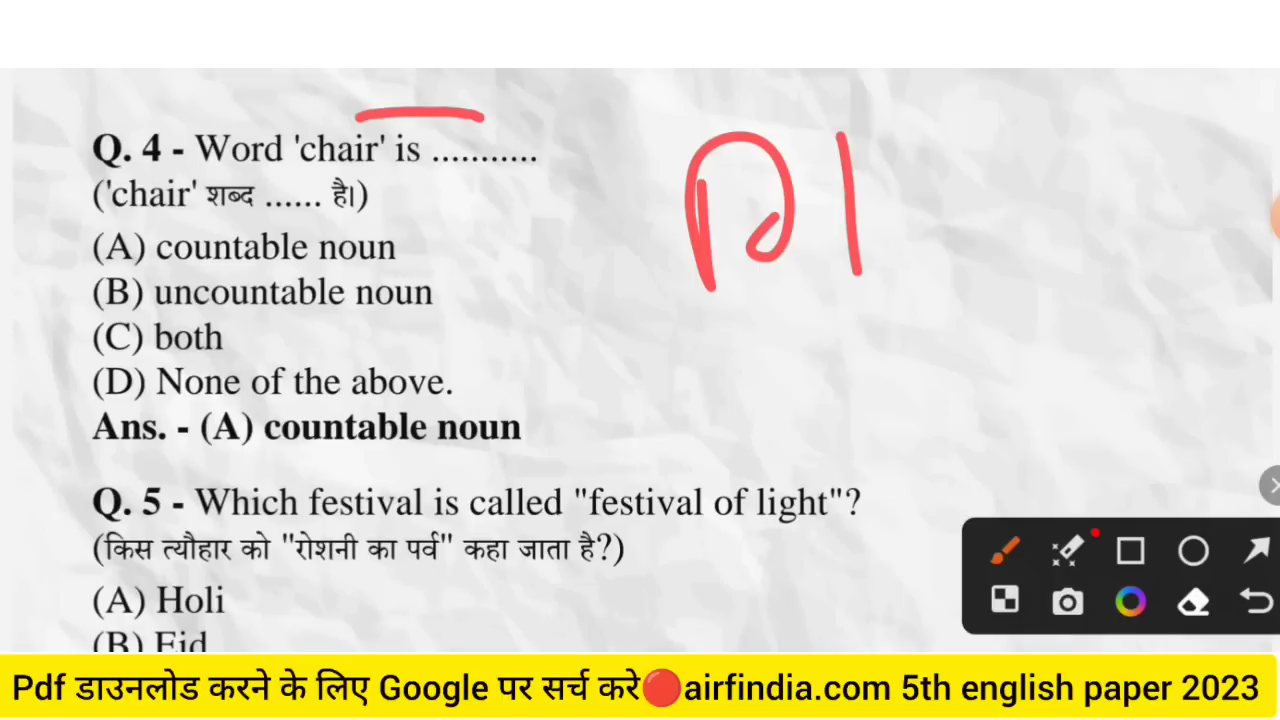 Q. 4 - Word 'chair' is ...........
('chair' शब्द ...... है।)
(A) countable noun
(B) uncountable noun
(C) both
(D) None of the above.
Ans. - (A) countable noun
Q. 5 - Which festival is called "festival of light"?
(किस त्यौहार को "रोशनी का पर्व" कहा जाता है?)
(A) Holi
(B) Eid
Pdf डाउनलोड करने के लिए Google पर सर्च करे🔴airfindia.com 5th english paper 2023